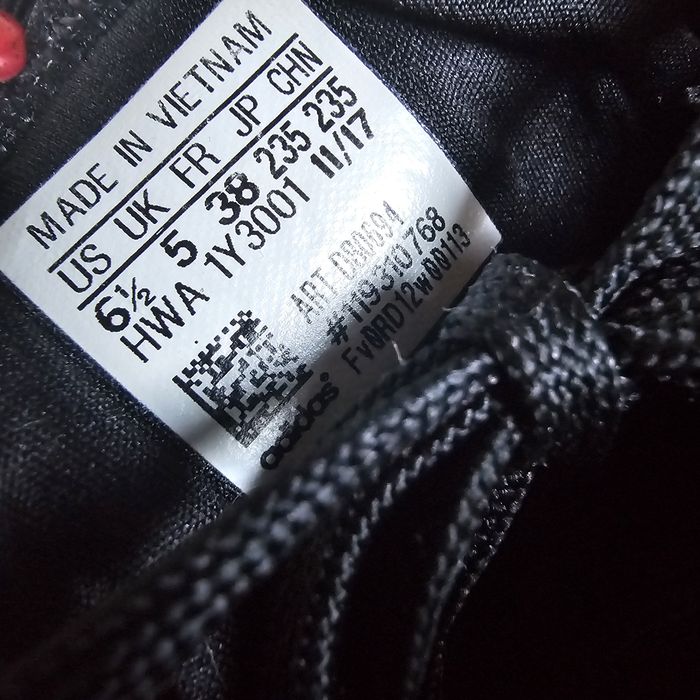 MADE IN VIETNAM
US UK FR JP CHN
6½ 5 38 235 235
HWA 1Y3001 11/17
ART D80694
#119310768
Fv0RD12w00113
adidas